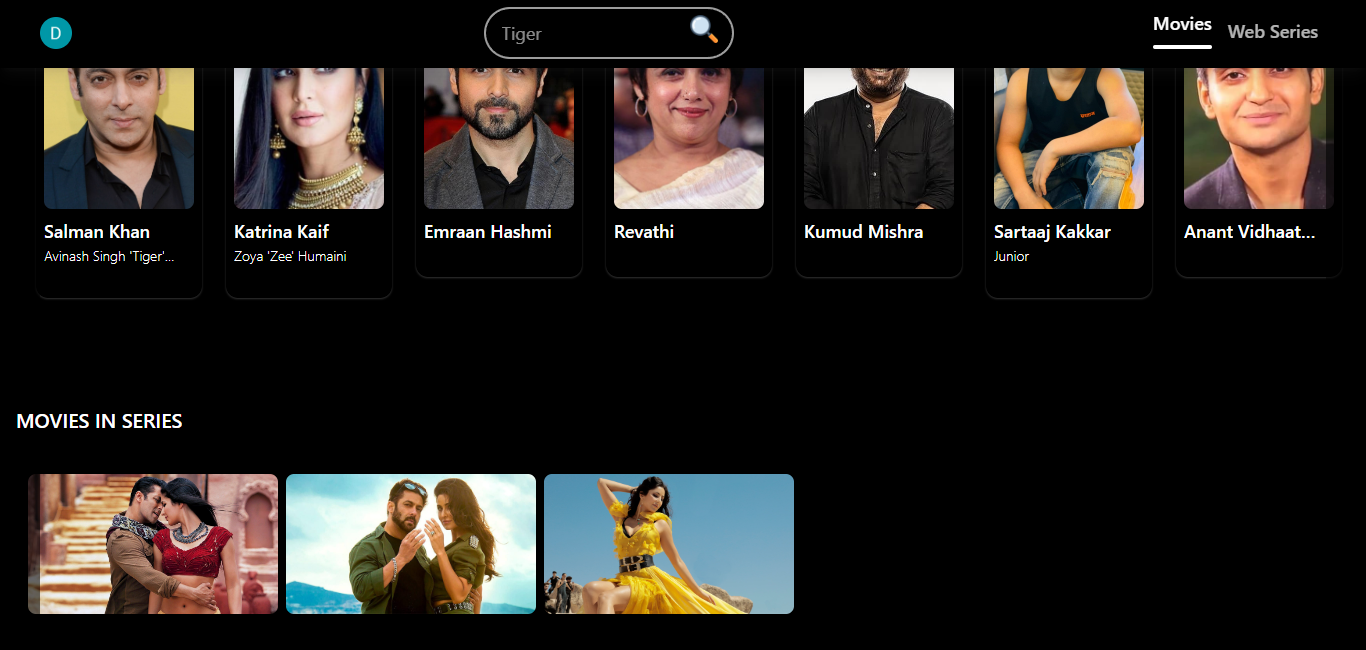 D
Tiger
Movies
Web Series
Salman Khan
Avinash Singh 'Tiger'...
Katrina Kaif
Zoya 'Zee' Humaini
Emraan Hashmi
Revathi
Kumud Mishra
Sartaaj Kakkar
Junior
Anant Vidhaat...
MOVIES IN SERIES